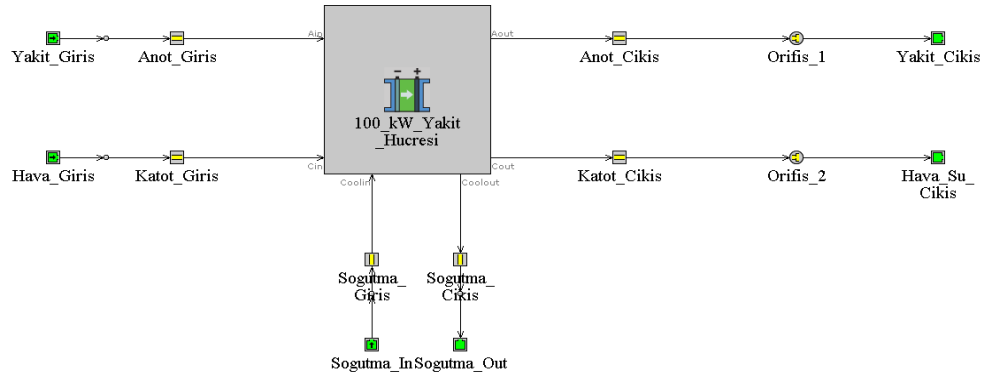 Ain
Aout
Yakit_Giris
Anot_Giris
Anot_Cikis
Orifis_1
Yakit_Cikis
- +
100_kW_Yakit
_Hucresi
Cin
Cout
Hava_Giris
Katot_Giris
Katot_Cikis
Orifis_2
Hava_Su_
Cikis
Coolin
Coolout
Sogutma_
Giris
Sogutma_
Cikis
Sogutma_In
Sogutma_Out